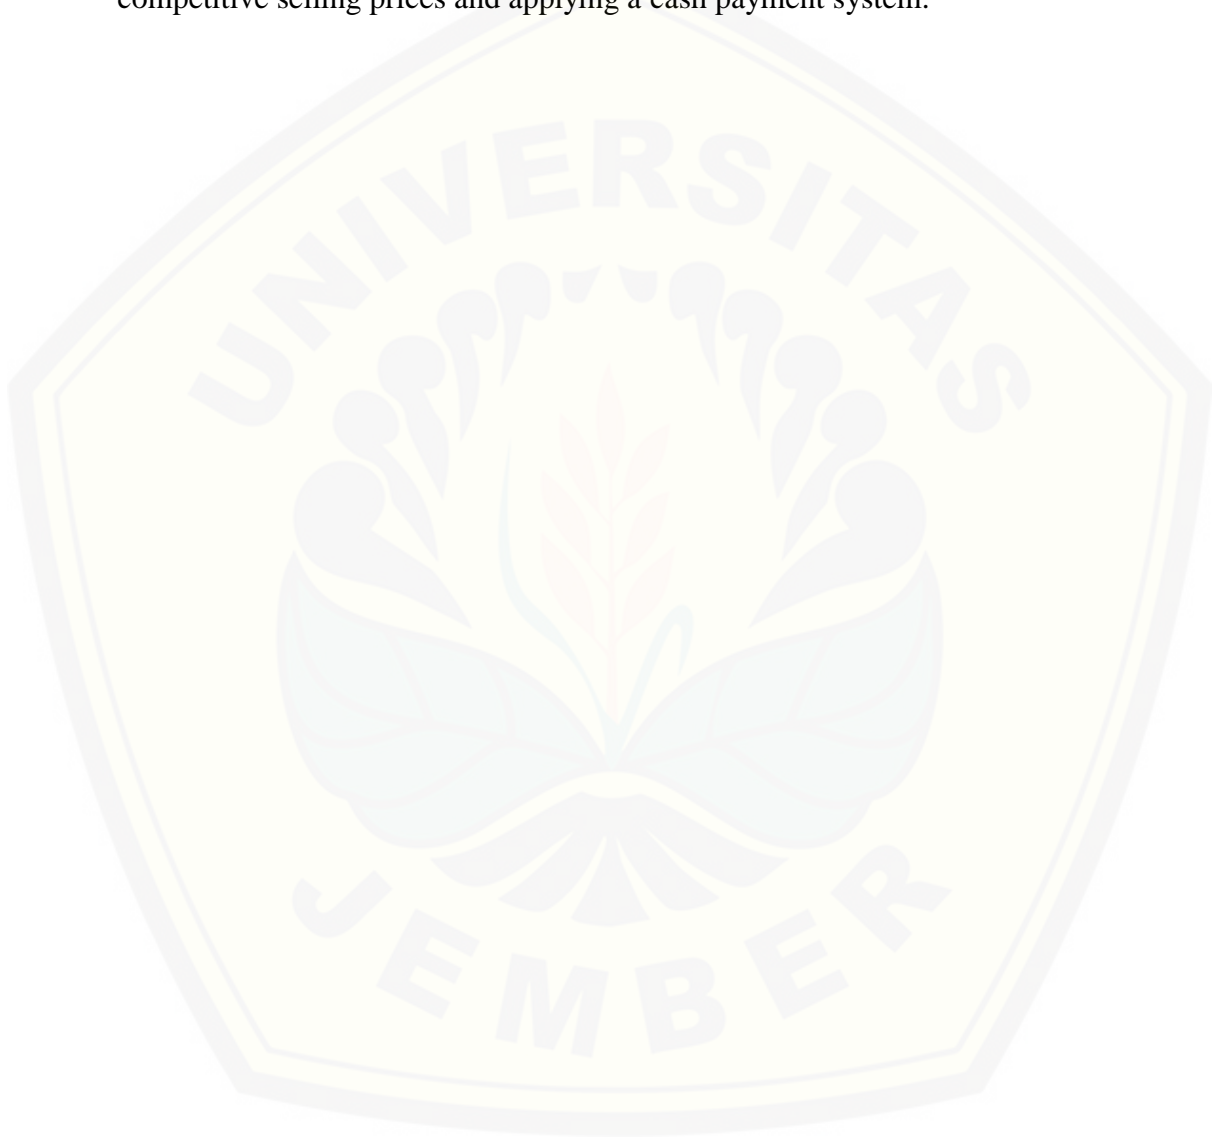 competitive selling prices and applying a cash payment system.
UNIVERSITAS
JEMBER